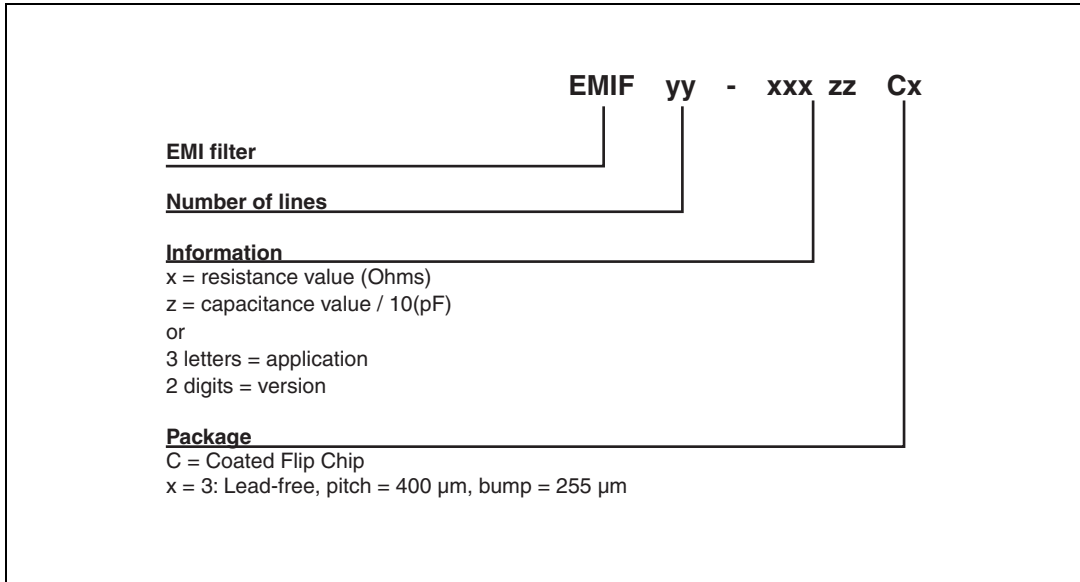 EMIF yy - xxx zz Cx
EMI filter
Number of lines
Information
x = resistance value (Ohms)
z = capacitance value / 10(pF)
or
3 letters = application
2 digits = version
Package
C = Coated Flip Chip
x = 3: Lead-free, pitch = 400 µm, bump = 255 µm